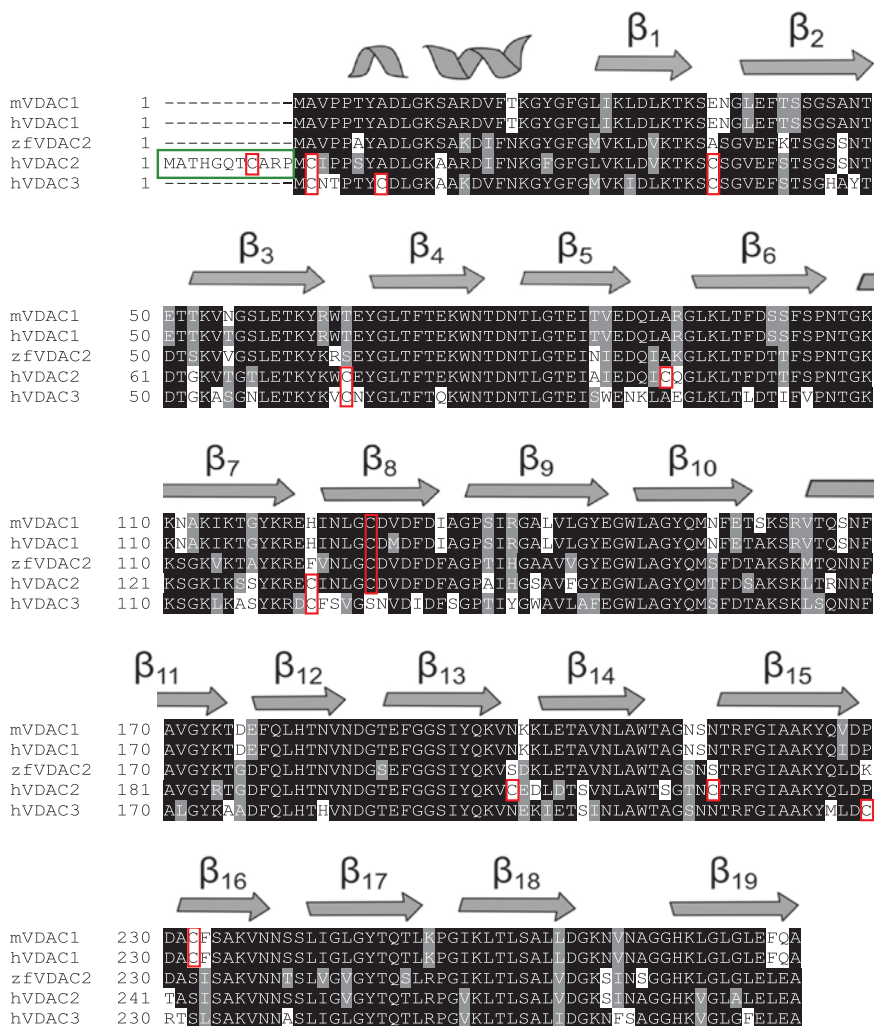 β1 β2
mVDAC1 1 -----------MAVPPTYADLGKSARDVFTKGYGFGLIKLDLKTKSENGLEFTSSGSANT
hVDAC1 1 -----------MAVPPTYADLGKSARDVFTKGYGFGLIKLDLKTKSENGLEFTSSGSANT
zfVDAC2 1 -----------MAVPPAYADLGKSAKDIFNKGYGFGMVKLDVKTKSASGVEFKTSGSSNT
hVDAC2 1 MATHGQTCARPMCIPPSYADLGKAARDIFNKGFGFGLVKLDVKTKSCSGVEFSTSGSSNT
hVDAC3 1 -----------MCNTPTYCDLGKAAKDVFNKGYGFGMVKIDLKTKSCSGVEFSTSGHAYT
β3 β4 β5 β6
mVDAC1 50 ETTKVNGSLETKYRWTEYGLTFTEKWNTDNTLGTEITVEDQLARGLKLTFDSSFSPNTGK
hVDAC1 50 ETTKVTGSLETKYRWTEYGLTFTEKWNTDNTLGTEITVEDQLARGLKLTFDSSFSPNTGK
zfVDAC2 50 DTSKVVGSLETKYKRSEYGLTFTEKWNTDNTLGTEINIEDQIAKGLKLTFDTTFSPNTGK
hVDAC2 61 DTGKVTGTLETKYKWCEYGLTFTEKWNTDNTLGTEIAIEDQICQGLKLTFDTTFSPNTGK
hVDAC3 50 DTGKASGNLETKYKVCNYGLTFTQKWNTDNTLGTEISWENKLAEGLKLTLDTIFVPNTGK
β7 β8 β9 β10
mVDAC1 110 KNAKIKTGYKREHINLGCDVDFDIAGPSIRGALVLGYEGWLAGYQMNFETSKSRVTQSNF
hVDAC1 110 KNAKIKTGYKREHINLGCDMDFDIAGPSIRGALVLGYEGWLAGYQMNFETAKSRVTQSNF
zfVDAC2 110 KSGKVKTAYKREFVNLGCDVDFDFAGPTIHGAAVVGYEGWLAGYQMSFDTAKSKMTQNNF
hVDAC2 121 KSGKIKSSYKRECINLGCDVDFDFAGPAIHGSAVFGYEGWLAGYQMTFDSAKSKLTRNNF
hVDAC3 110 KSGKLKASYKRDCFSVGSNVDIDFSGPTIYGWAVLAFEGWLAGYQMSFDTAKSKLSQNNF
β11 β12 β13 β14 β15
mVDAC1 170 AVGYKTDEFQLHTNVNDGTEFGGSIYQKVNKKLETAVNLAWTAGNSNTRFGIAAKYQVDP
hVDAC1 170 AVGYKTDEFQLHTNVNDGTEFGGSIYQKVNKKLETAVNLAWTAGNSNTRFGIAAKYQIDP
zfVDAC2 170 AVGYKTGDFQLHTNVNDGSEFGGSIYQKVSDKLETAVNLAWTAGSNSTRFGIAAKYQLDK
hVDAC2 181 AVGYRTGDFQLHTNVNDGTEFGGSIYQKVCEDLDTSVNLAWTSGTNCTRFGIAAKYQLDP
hVDAC3 170 ALGYKAADFQLHTHVNDGTEFGGSIYQKVNEKIETSINLAWTAGSNNTRFGIAAKYMLDC
β16 β17 β18 β19
mVDAC1 230 DACFSAKVNNSSLIGLGYTQTLKPGIKLTLSALLDGKNVNAGGHKLGLGLEFQA
hVDAC1 230 DACFSAKVNNSSLIGLGYTQTLKPGIKLTLSALLDGKNVNAGGHKLGLGLEFQA
zfVDAC2 230 DASISAKVNNTSLVGVGYTQSLRPGIKLTLSALVDGKSINSGGHKLGLGLELEA
hVDAC2 241 TASISAKVNNSSLIGVGYTQTLRPGVKLTLSALVDGKSINAGGHKVGLALELEA
hVDAC3 230 RTSLSAKVNNASLIGLGYTQTLRPGVKLTLSALIDGKNFSAGGHKVGLGFELEA